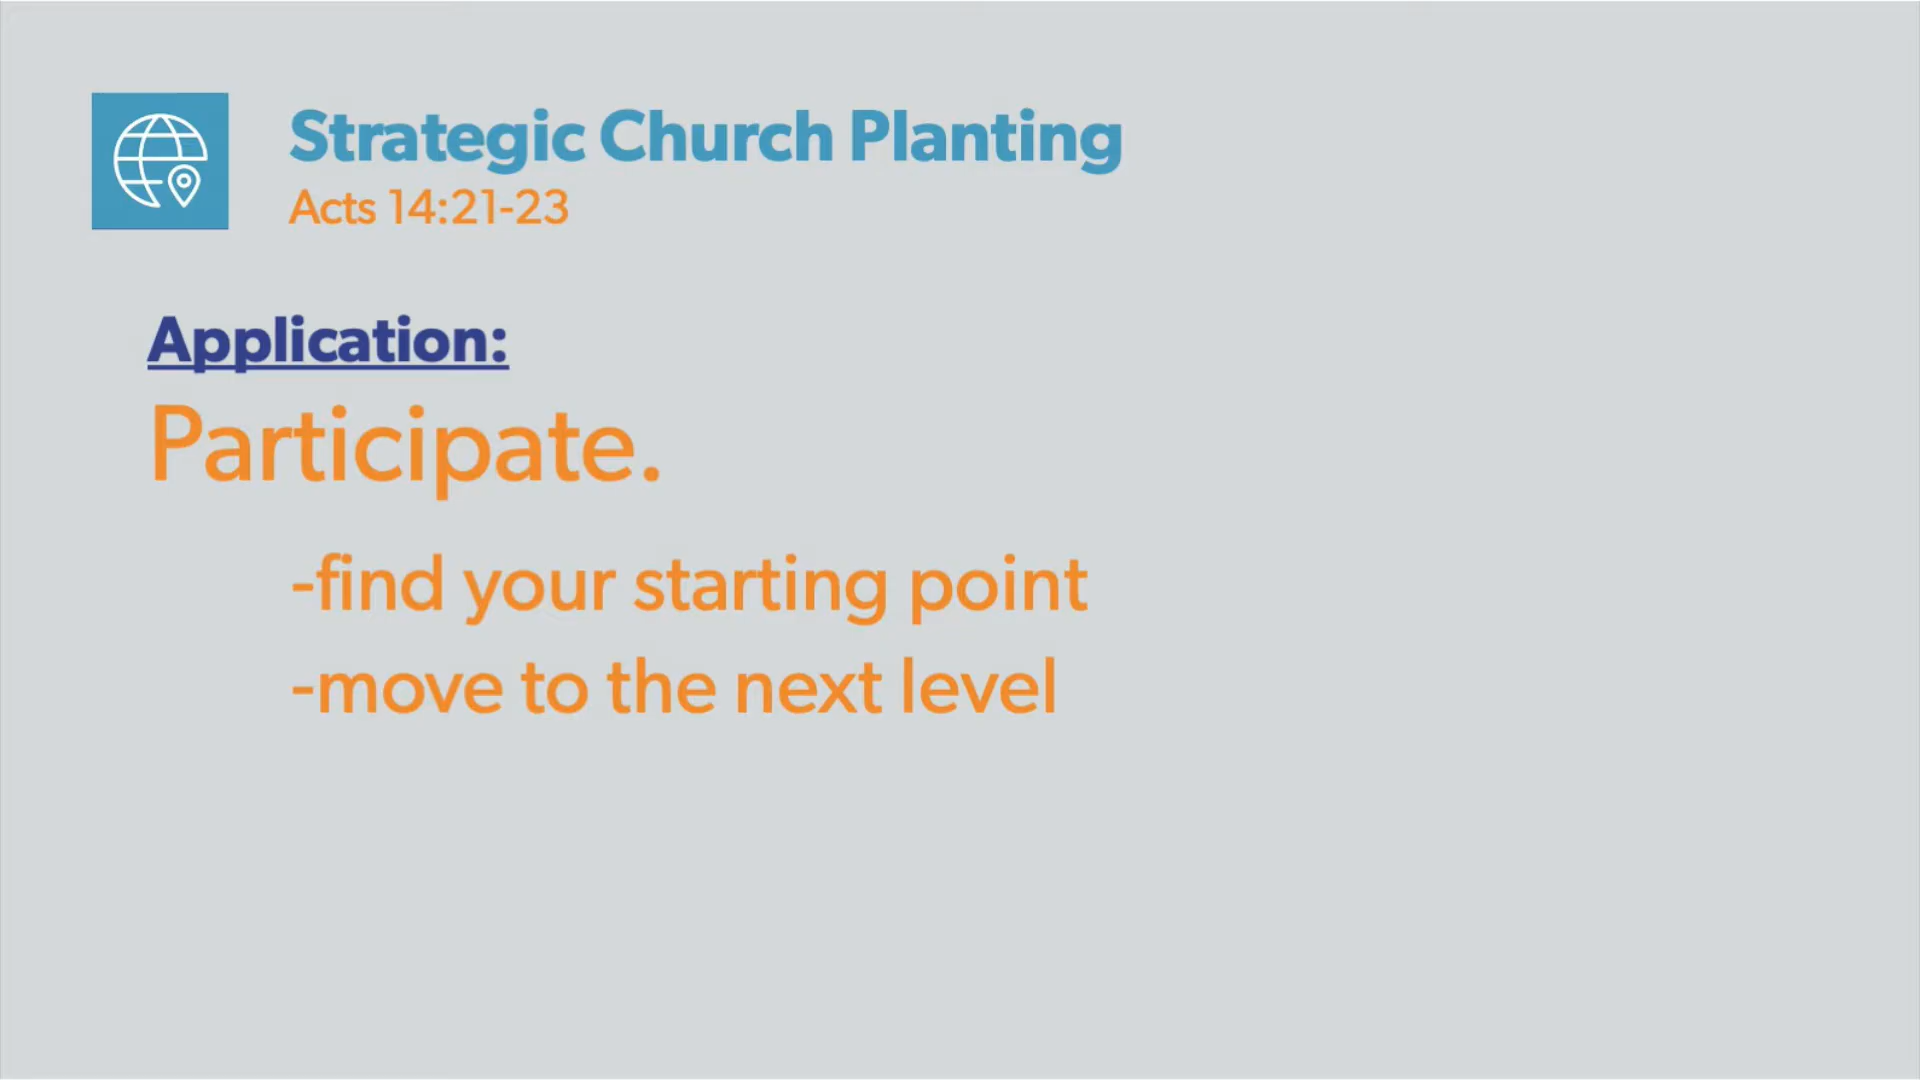 Strategic Church Planting
Acts 14:21-23
Application:
Participate.
-find your starting point
-move to the next level